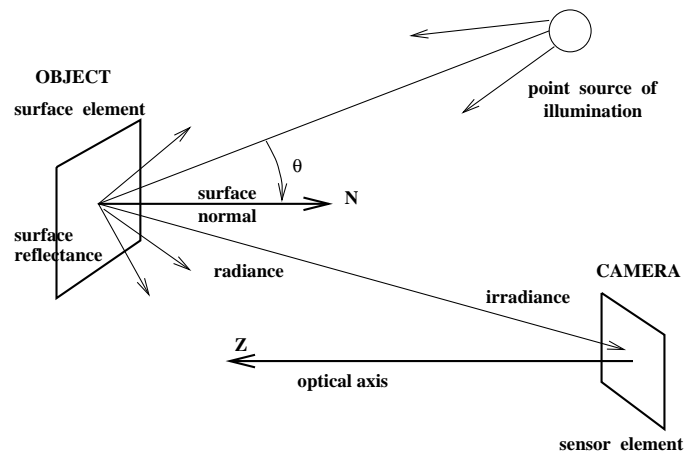 OBJECT
surface element
point source of
illumination
θ
surface
normal
N
surface
reflectance
radiance
CAMERA
irradiance
Z
optical axis
sensor element